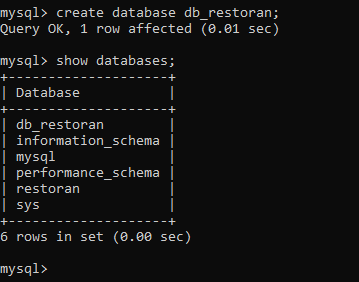 mysql> create database db_restoran;
Query OK, 1 row affected (0.01 sec)
mysql> show databases;
+--------------------+
| Database           |
+--------------------+
| db_restoran        |
| information_schema |
| mysql              |
| performance_schema |
| restoran           |
| sys                |
+--------------------+
6 rows in set (0.00 sec)
mysql>